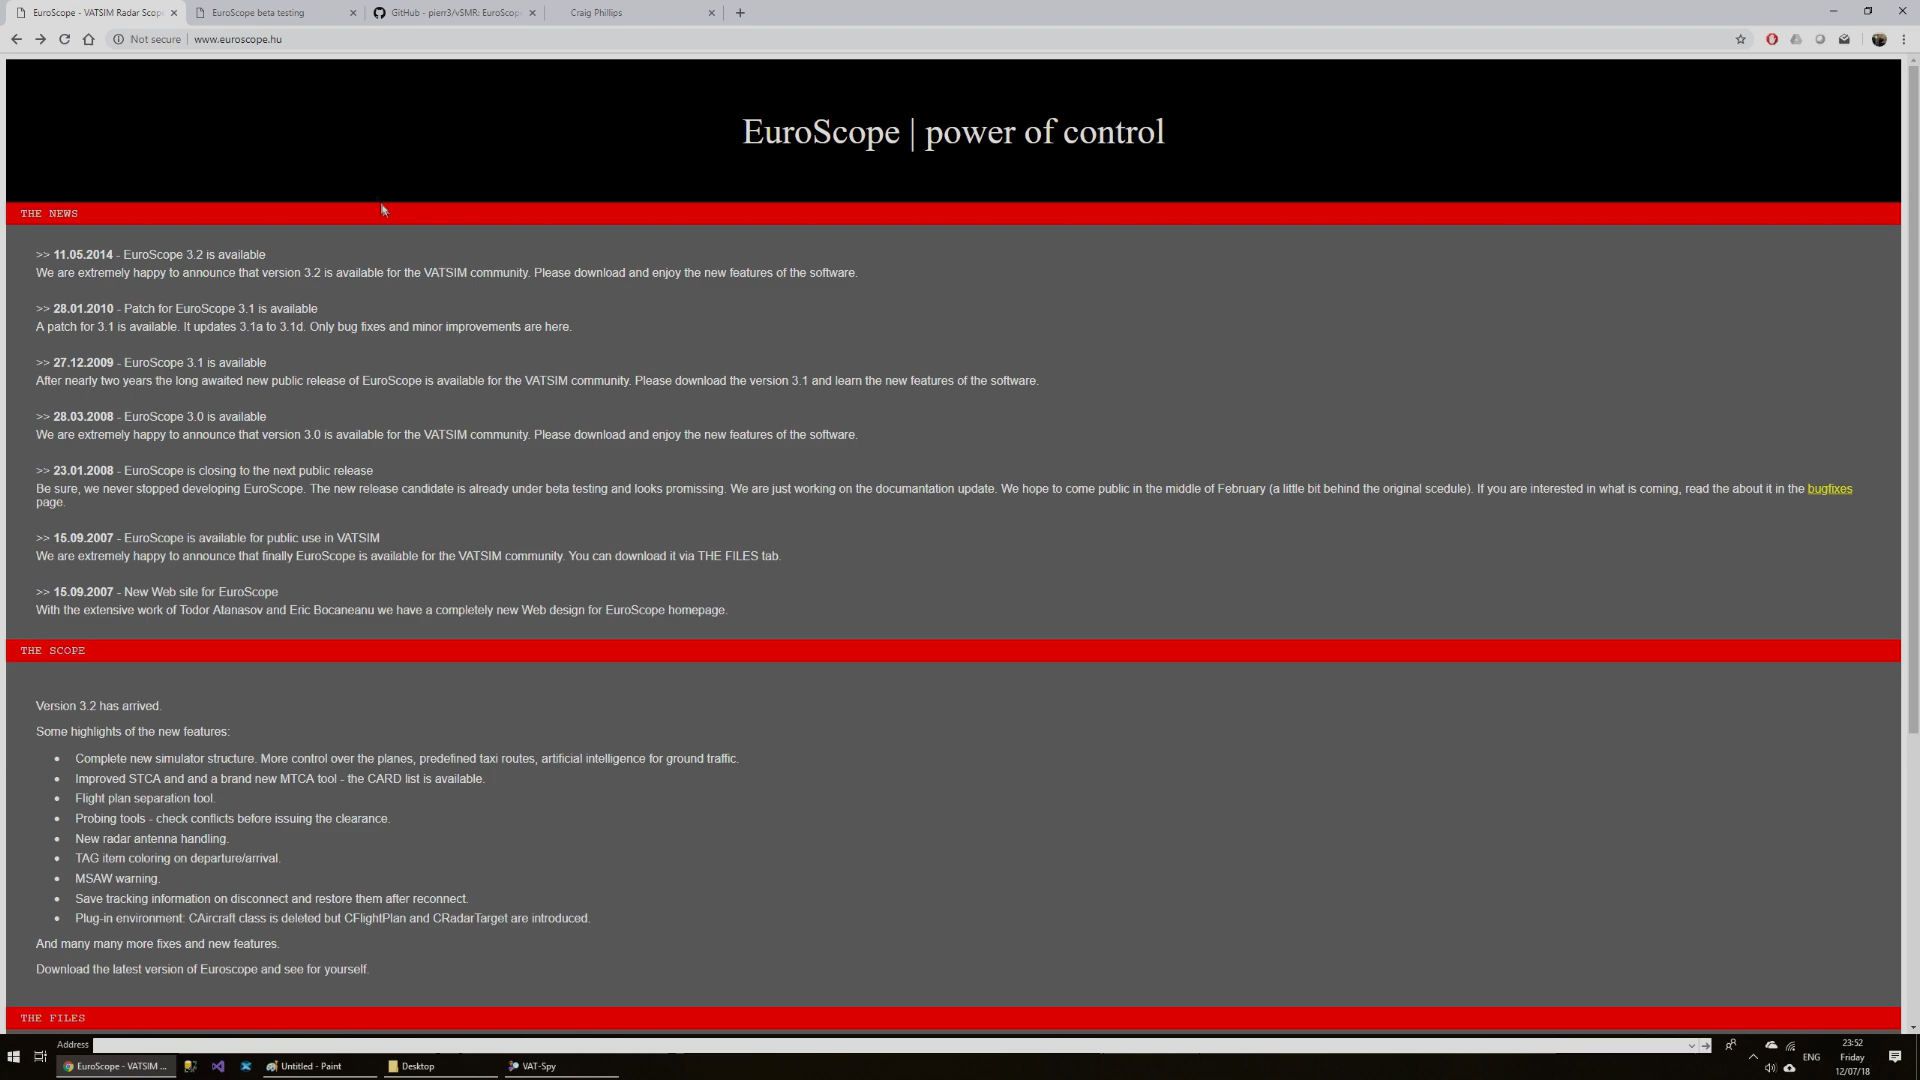 EuroScope - VATSIM Radar Scop
EuroScope beta testing
GitHub - pierr3/vSMR: EuroScop
Craig Phillips
Not secure
www.euroscope.hu
EuroScope | power of control
THE NEWS
>> 11.05.2014 - EuroScope 3.2 is available
We are extremely happy to announce that version 3.2 is available for the VATSIM community. Please download and enjoy the new features of the software.
>> 28.01.2010 - Patch for EuroScope 3.1 is available
A patch for 3.1 is available. It updates 3.1a to 3.1d. Only bug fixes and minor improvements are here.
>> 27.12.2009 - EuroScope 3.1 is available
After nearly two years the long awaited new public release of EuroScope is available for the VATSIM community. Please download the version 3.1 and learn the new features of the software.
>> 28.03.2008 - EuroScope 3.0 is available
We are extremely happy to announce that version 3.0 is available for the VATSIM community. Please download and enjoy the new features of the software.
>> 23.01.2008 - EuroScope is closing to the next public release
Be sure, we never stopped developing EuroScope. The new release candidate is already under beta testing and looks promissing. We are just working on the documantation update. We hope to come public in the middle of February (a little bit behind the original scedule). If you are interested in what is coming, read the about it in the bugfixes
page.
>> 15.09.2007 - EuroScope is available for public use in VATSIM
We are extremely happy to announce that finally EuroScope is available for the VATSIM community. You can download it via THE FILES tab.
>> 15.09.2007 - New Web site for EuroScope
With the extensive work of Todor Atanasov and Eric Bocaneanu we have a completely new Web design for EuroScope homepage.
THE SCOPE
Version 3.2 has arrived.
Some highlights of the new features:
Complete new simulator structure. More control over the planes, predefined taxi routes, artificial intelligence for ground traffic.
Improved STCA and and a brand new MTCA tool - the CARD list is available.
Flight plan separation tool.
Probing tools - check conflicts before issuing the clearance.
New radar antenna handling.
TAG item coloring on departure/arrival.
MSAW warning.
Save tracking information on disconnect and restore them after reconnect.
Plug-in environment: CAircraft class is deleted but CFlightPlan and CRadarTarget are introduced.
And many many more fixes and new features.
Download the latest version of Euroscope and see for yourself.
THE FILES
Address
EuroScope - VATSIM ...
Untitled - Paint
Desktop
VAT-Spy
ENG
23:52
Friday
12/07/18